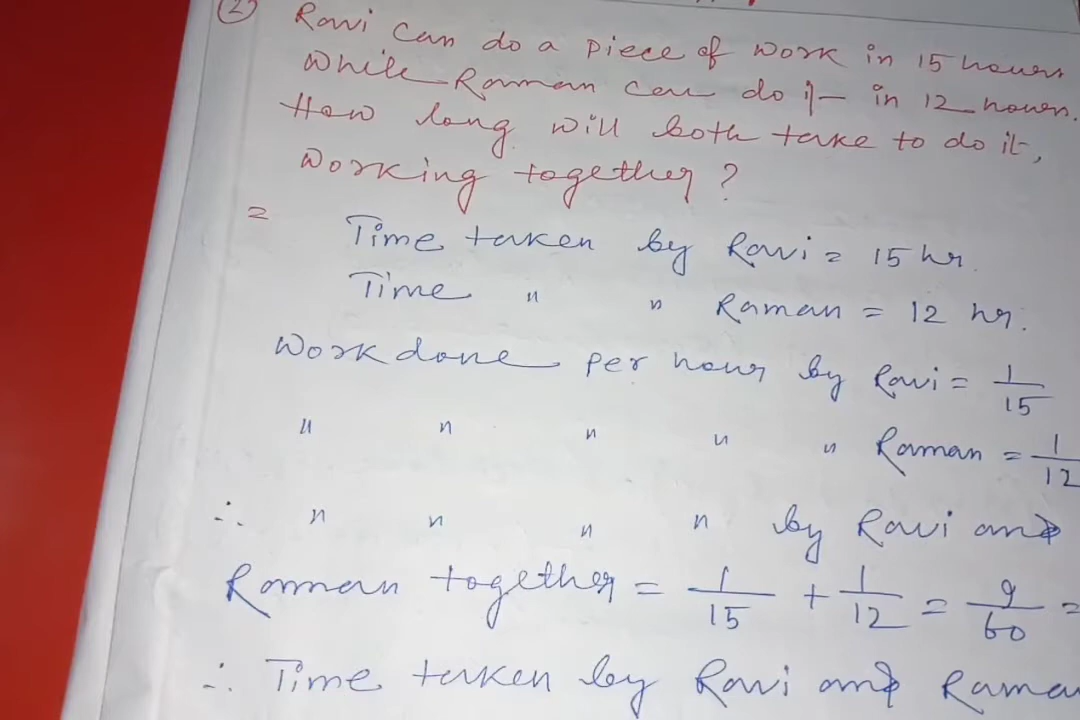 (2) Ravi can do a piece of work in 15 hours
while Raman can do it in 12 hours.
How long will both take to do it,
working together?
= Time taken by Ravi = 15 hr.
Time " " Raman = 12 hr.
Work done per hour by Ravi = 1/15
" " " " " Raman = 1/12
∴ " " " " by Ravi and
Raman together = 1/15 + 1/12 = 9/60 =
∴ Time taken by Ravi and Rama